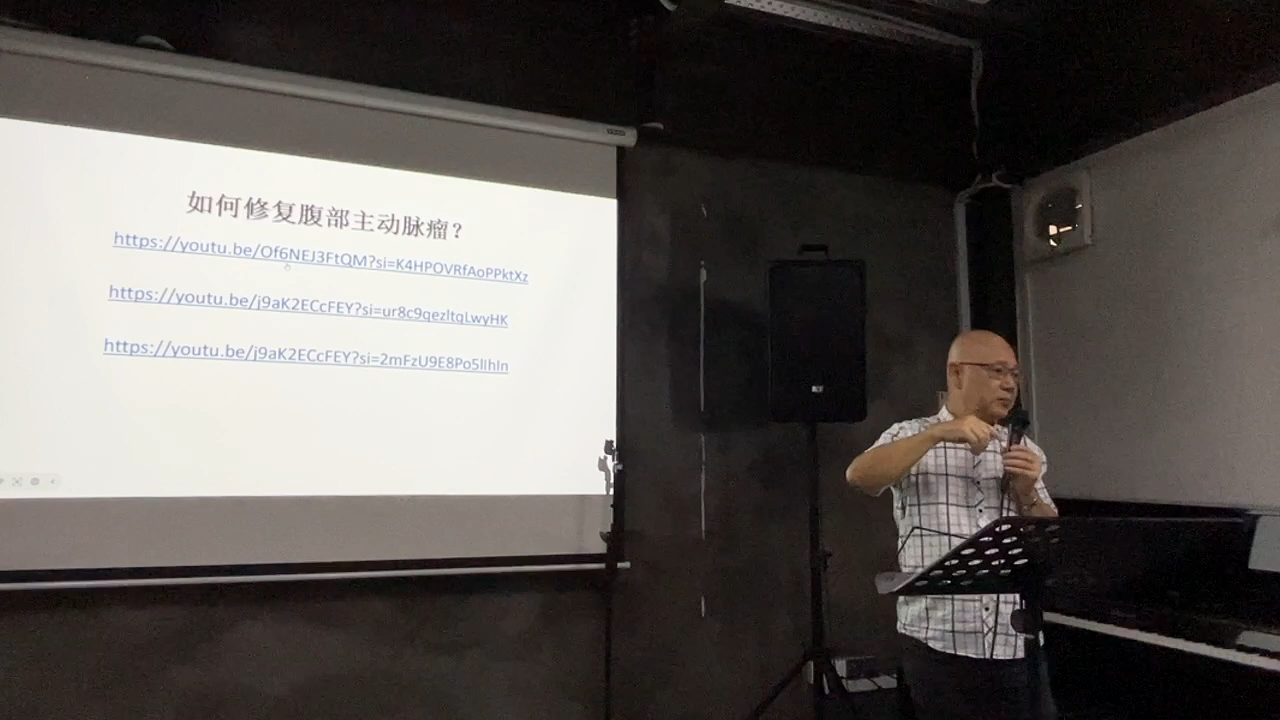 如何修复腹部主动脉瘤？
https://youtu.be/Of6NEJ3FtQM?si=K4HPOVRfAoPPktXz
https://youtu.be/j9aK2ECcFEY?si=ur8c9qezltqLwyHK
https://youtu.be/j9aK2ECcFEY?si=2mFzU9E8Po5lIhIn